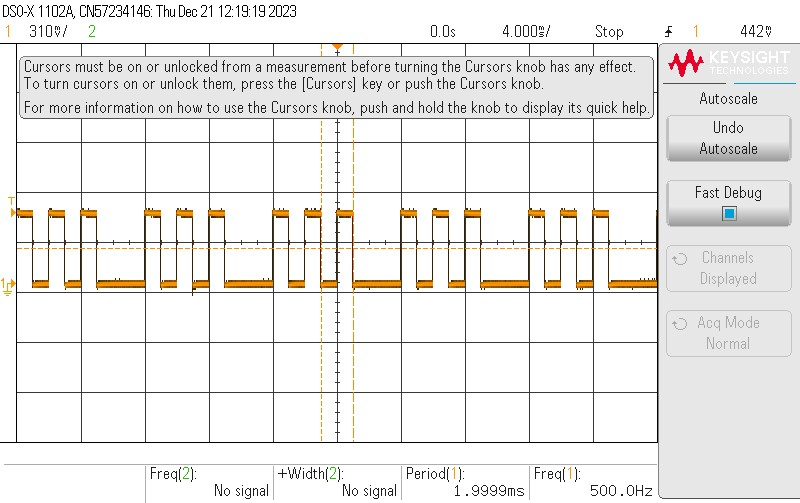 DSO-X 1102A, CN57234146: Thu Dec 21 12:19:19 2023
1 310mV/ 2 0.0s 4.000ms/ Stop 1 442mV
Cursors must be on or unlocked from a measurement before turning the Cursors knob has any effect.
To turn cursors on or unlock them, press the [Cursors] key or push the Cursors knob.
For more information on how to use the Cursors knob, push and hold the knob to display its quick help.
KEYSIGHT
TECHNOLOGIES
Autoscale
Undo
Autoscale
Fast Debug
Channels
Displayed
Acq Mode
Normal
T
1
Freq(2): +Width(2): Period(1): Freq(1):
No signal No signal 1.9999ms 500.0Hz